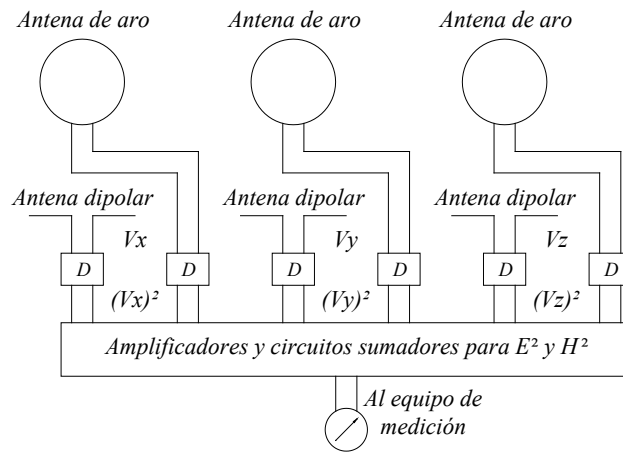 Antena de aro Antena de aro Antena de aro
Antena dipolar Antena dipolar Antena dipolar
Vx Vy Vz
D D D D D D
(Vx)² (Vy)² (Vz)²
Amplificadores y circuitos sumadores para E² y H²
Al equipo de
medición